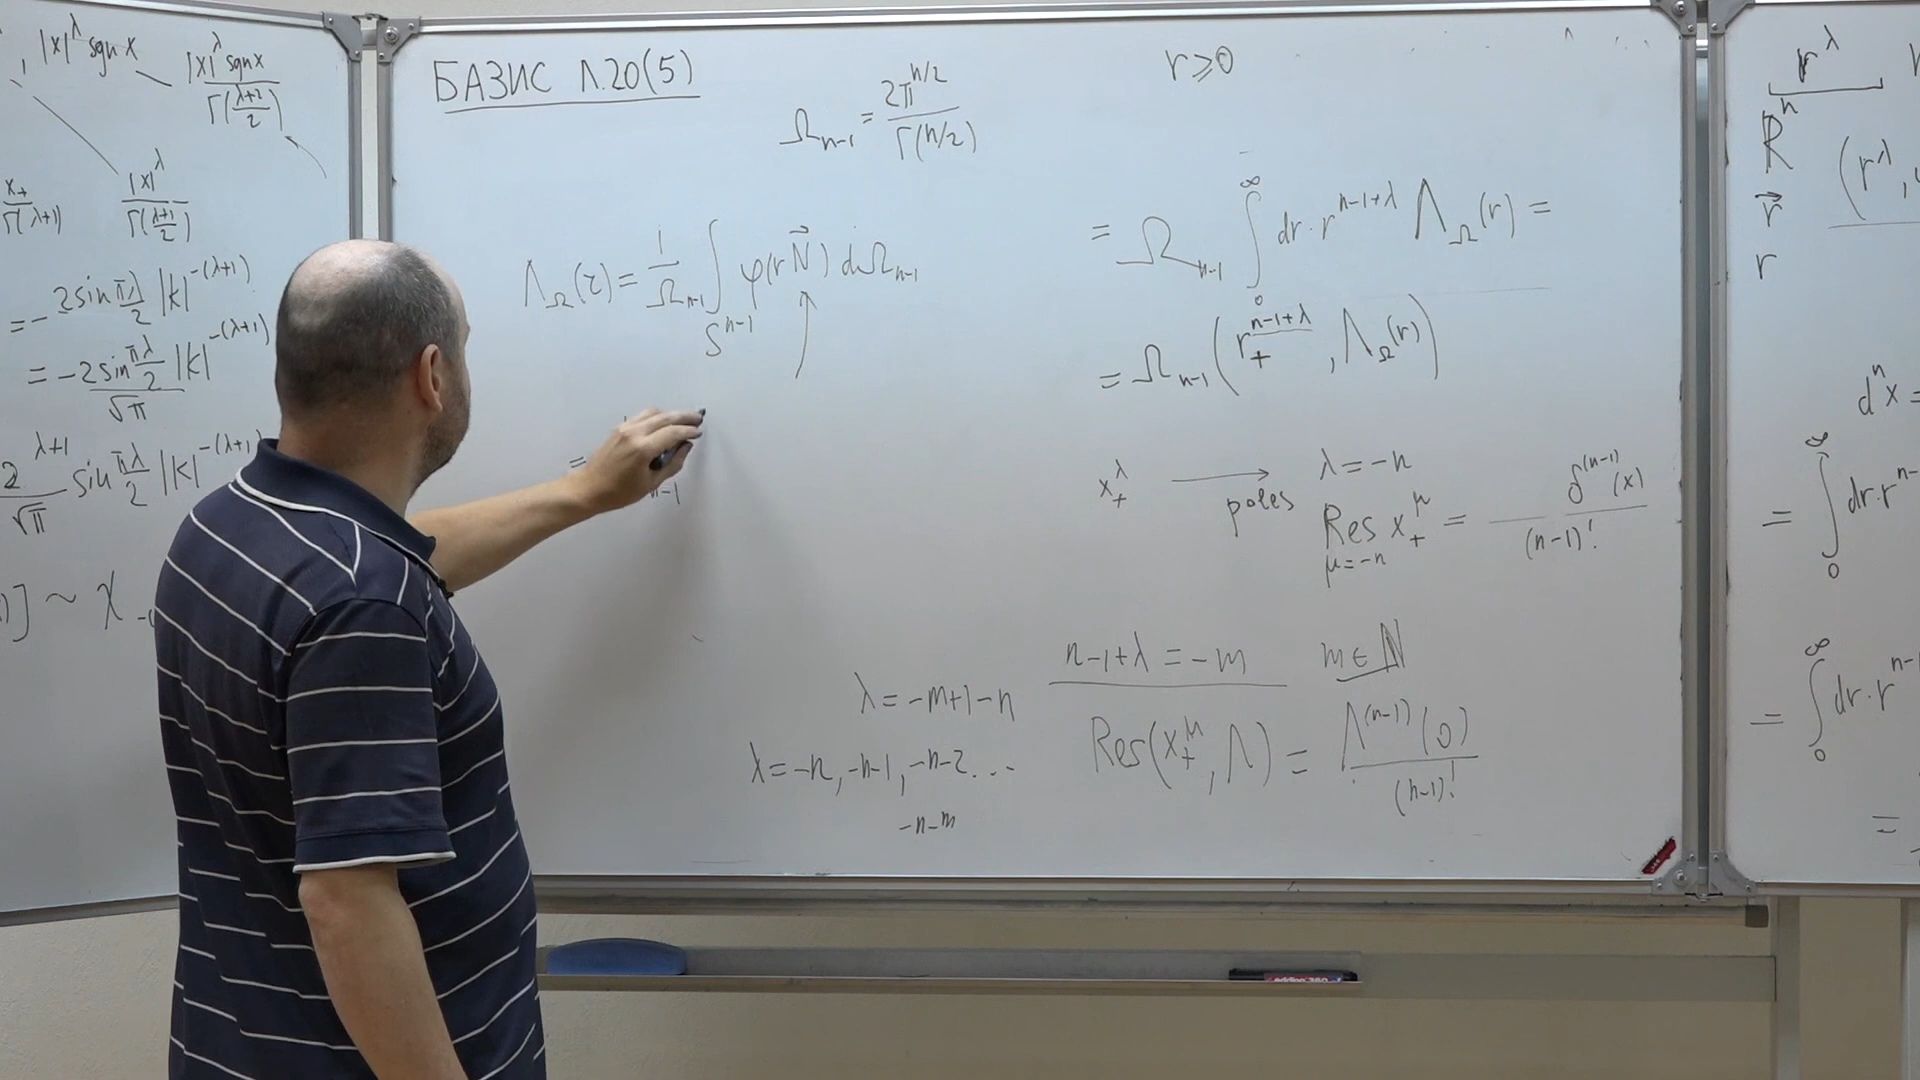 , |x|^λ sgn x
|x|^λ sgn x / Γ((λ+2)/2)
x_+ / Γ(λ+1)
|x|^λ / Γ((λ+1)/2)
= - 2 sin πλ/2 |k|^{-(λ+1)}
= - 2 sin πλ/2 / √π |k|^{-(λ+1)}
2^{λ+1} / √π sin πλ/2 |k|^{-(λ+1)}
] ~ χ_-
БАЗИС Л.20(5)
Ω_{n-1} = 2π^{n/2} / Γ(n/2)
r ⩾ 0
Λ_Ω(r) = 1/Ω_{n-1} ∫_{S^{n-1}} φ(r N⃗) dΩ_{n-1}
=
n-1
= Ω_{n-1} ∫_0^∞ dr · r^{n-1+λ} Λ_Ω(r) =
= Ω_{n-1} (r_+^{n-1+λ}, Λ_Ω(r))
x_+^λ → poles λ = -n
Res_{μ=-n} x_+^μ = δ^{(n-1)}(x) / (n-1)!
n-1+λ = -m m ∈ ℕ
λ = -m+1-n
Res(x_+^μ, Λ) = Λ^{(n-1)}(0) / (n-1)!
λ = -n, -n-1, -n-2...
-n-m
r^λ
ℝ^n
(r^λ,
r⃗
r
d^n x =
= ∫_0^∞ dr · r^{n-
= ∫_0^∞ dr · r^{n-
=